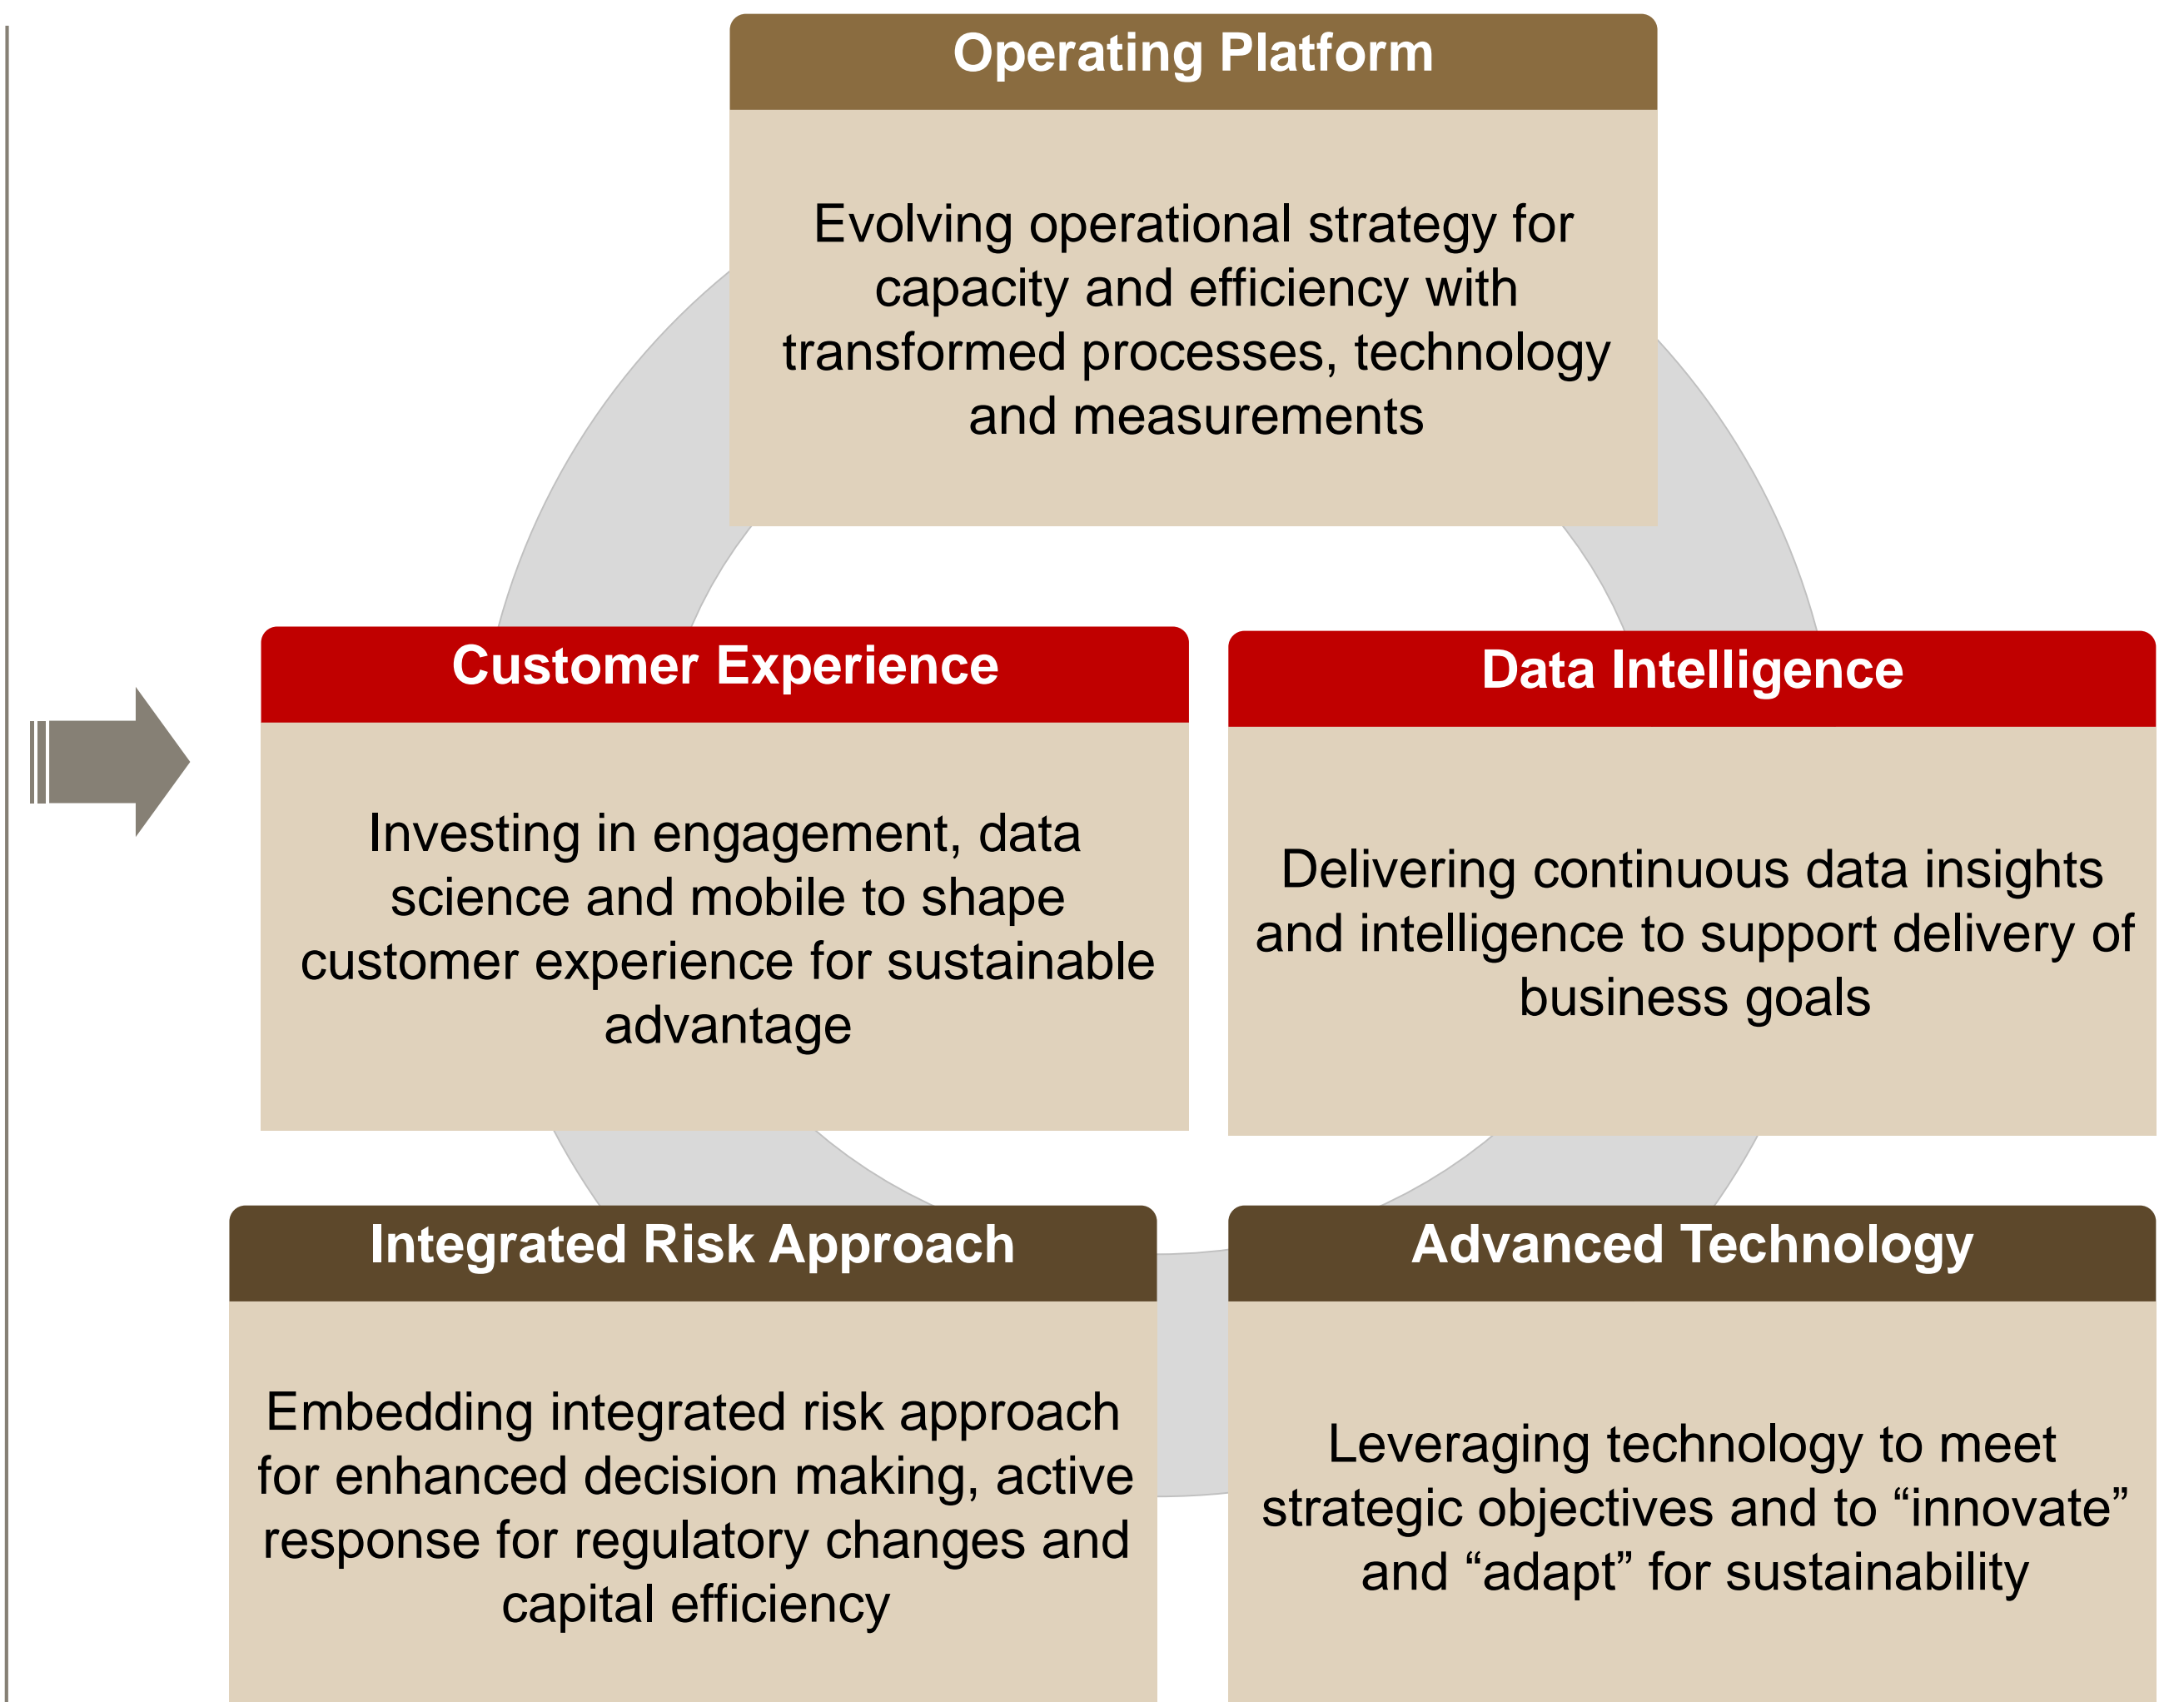 Operating Platform
Evolving operational strategy for
capacity and efficiency with
transformed processes, technology
and measurements
Customer Experience
Investing in engagement, data
science and mobile to shape
customer experience for sustainable
advantage
Data Intelligence
Delivering continuous data insights
and intelligence to support delivery of
business goals
Integrated Risk Approach
Embedding integrated risk approach
for enhanced decision making, active
response for regulatory changes and
capital efficiency
Advanced Technology
Leveraging technology to meet
strategic objectives and to “innovate”
and “adapt” for sustainability